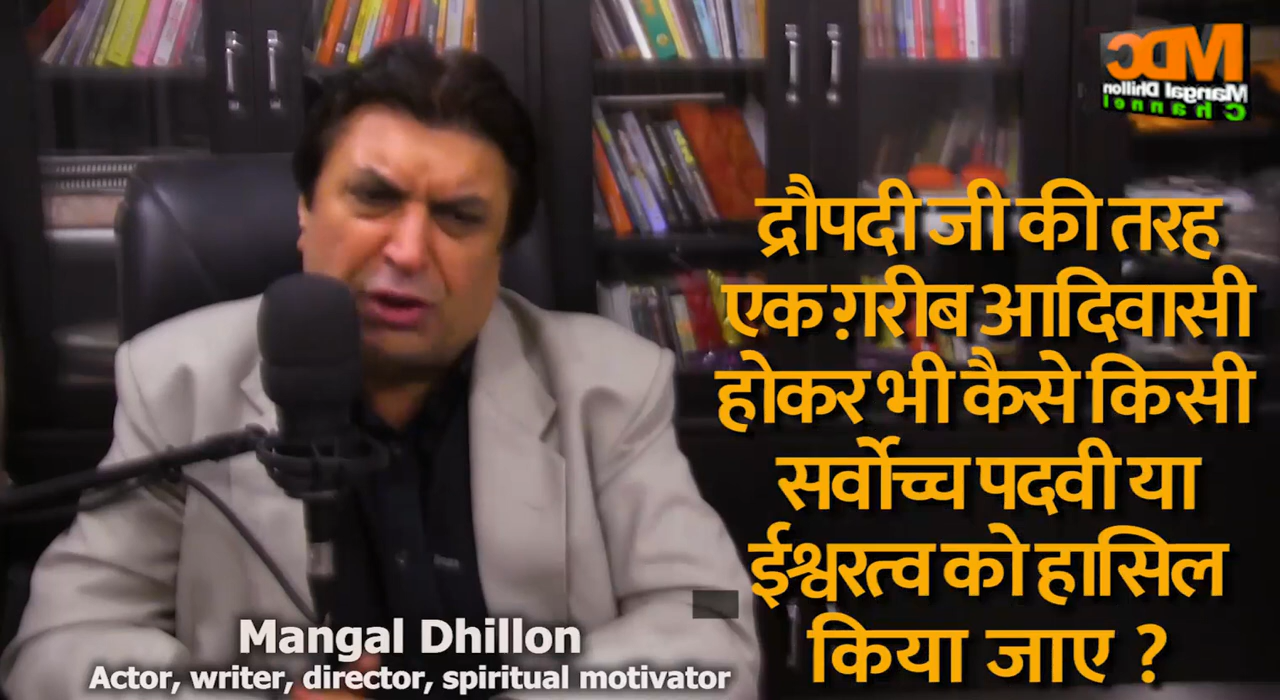 MDC
Mangal Dhillon
Channel
द्रौपदी जी की तरह
एक ग़रीब आदिवासी
होकर भी कैसे किसी
सर्वोच्च पदवी या
ईश्वरत्व को हासिल
किया जाए ?
Mangal Dhillon
Actor, writer, director, spiritual motivator